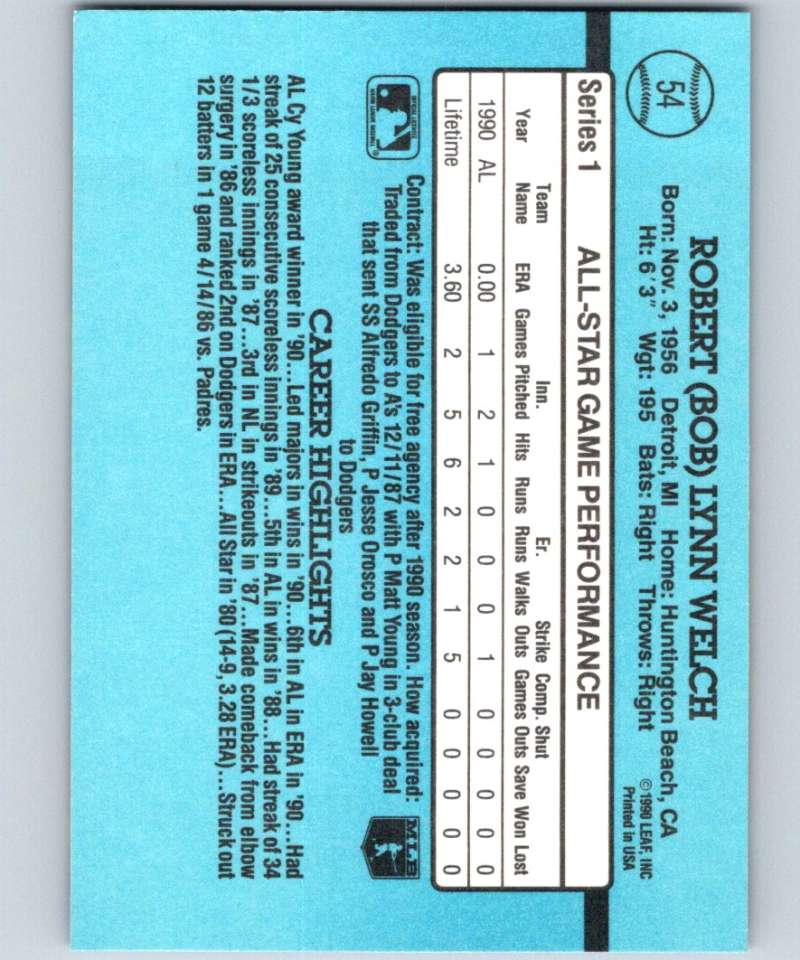 54
ROBERT (BOB) LYNN WELCH
Born: Nov. 3, 1956 Detroit, MI Home: Huntington Beach, CA
Ht: 6'3" Wgt: 195 Bats: Right Throws: Right
©1990 LEAF, INC
Printed in USA
Series 1 ALL-STAR GAME PERFORMANCE
Team Inn. Er. Strike Comp. Shut
Year Name ERA Games Pitched Hits Runs Runs Walks Outs Games Outs Save Won Lost
1990 AL 0.00 1 2 1 0 0 0 1 0 0 0 0 0
Lifetime 3.60 2 5 6 2 2 1 5 0 0 0 0 0
Contract: Was eligible for free agency after 1990 season. How acquired:
Traded from Dodgers to A's 12/11/87 with P Matt Young in 3-club deal
that sent SS Alfredo Griffin, P Jesse Orosco and P Jay Howell
to Dodgers
MLB
CAREER HIGHLIGHTS
AL Cy Young award winner in '90...Led majors in wins in '90...6th in AL in ERA in '90...Had
streak of 25 consecutive scoreless innings in '89...5th in AL in wins in '88...Had streak of 34
1/3 scoreless innings in '87...3rd in NL in strikeouts in '87...Made comeback from elbow
surgery in '86 and ranked 2nd on Dodgers in ERA...All Star in '80 (14-9, 3.28 ERA)...Struck out
12 batters in 1 game 4/14/86 vs. Padres.